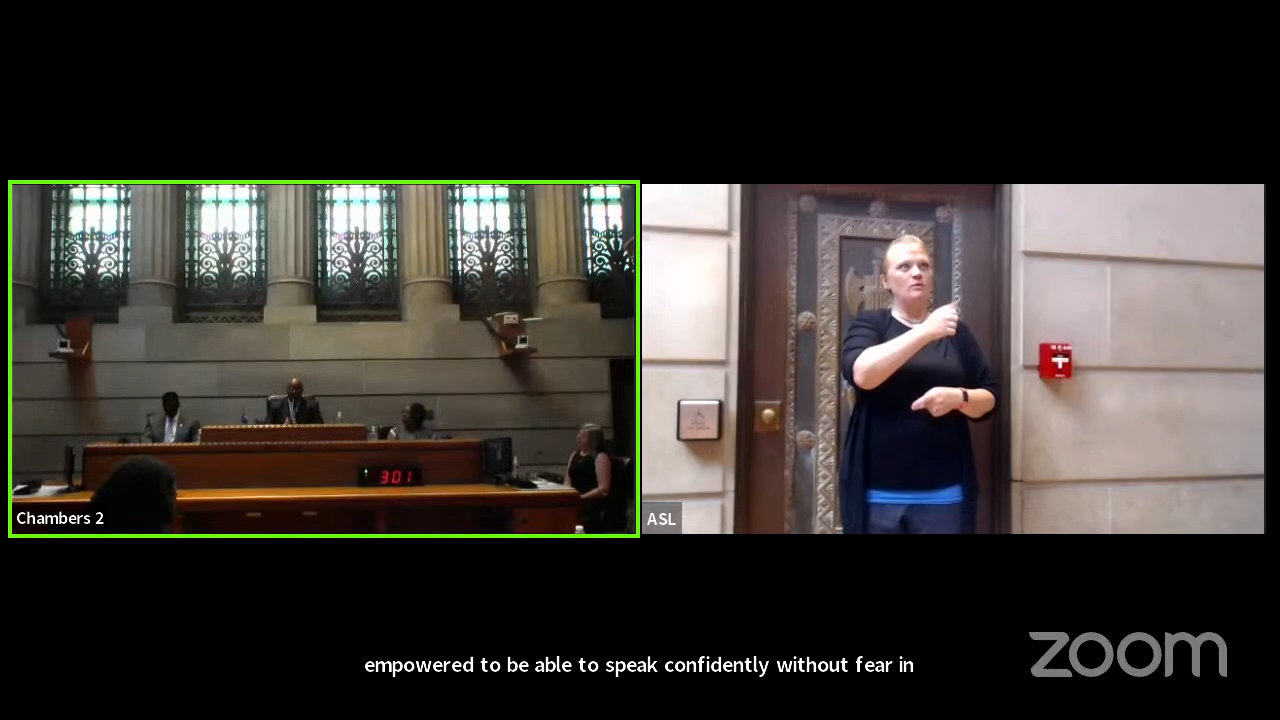 301
Chambers 2
ASL
empowered to be able to speak confidently without fear in
zoom